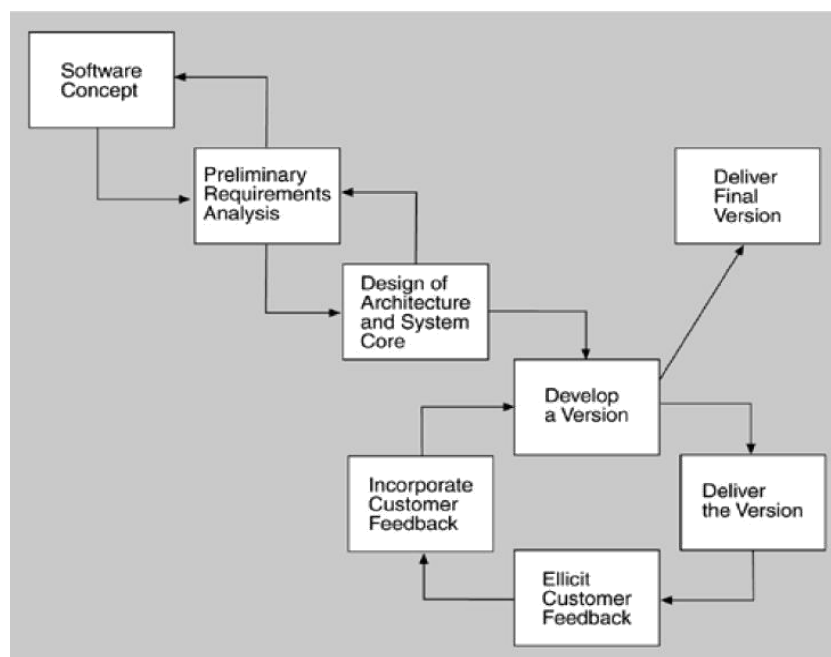 Software
Concept
Preliminary
Requirements
Analysis
Deliver
Final
Version
Design of
Architecture
and System
Core
Develop
a Version
Incorporate
Customer
Feedback
Deliver
the Version
Ellicit
Customer
Feedback